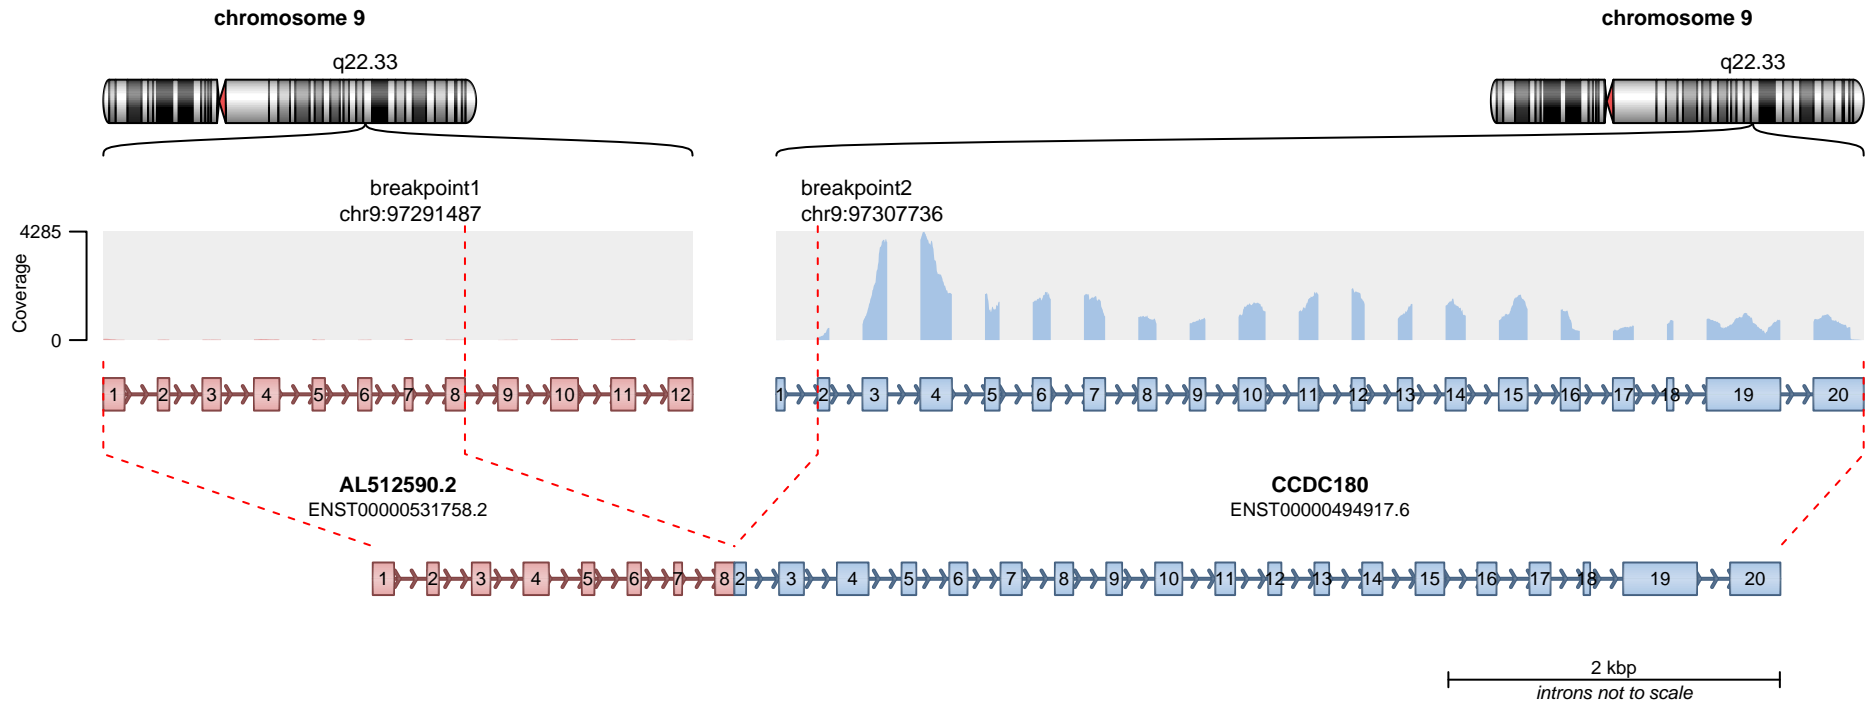 chromosome 9 chromosome 9
q22.33 q22.33
breakpoint1 breakpoint2
chr9:97291487 chr9:97307736
4285
Coverage
0
1 2 3 4 5 6 7 8 9 10 11 12 1 2 3 4 5 6 7 8 9 10 11 12 13 14 15 16 17 18 19 20
AL512590.2 CCDC180
ENST00000531758.2 ENST00000494917.6
1 2 3 4 5 6 7 8 2 3 4 5 6 7 8 9 10 11 12 13 14 15 16 17 18 19 20
2 kbp
introns not to scale